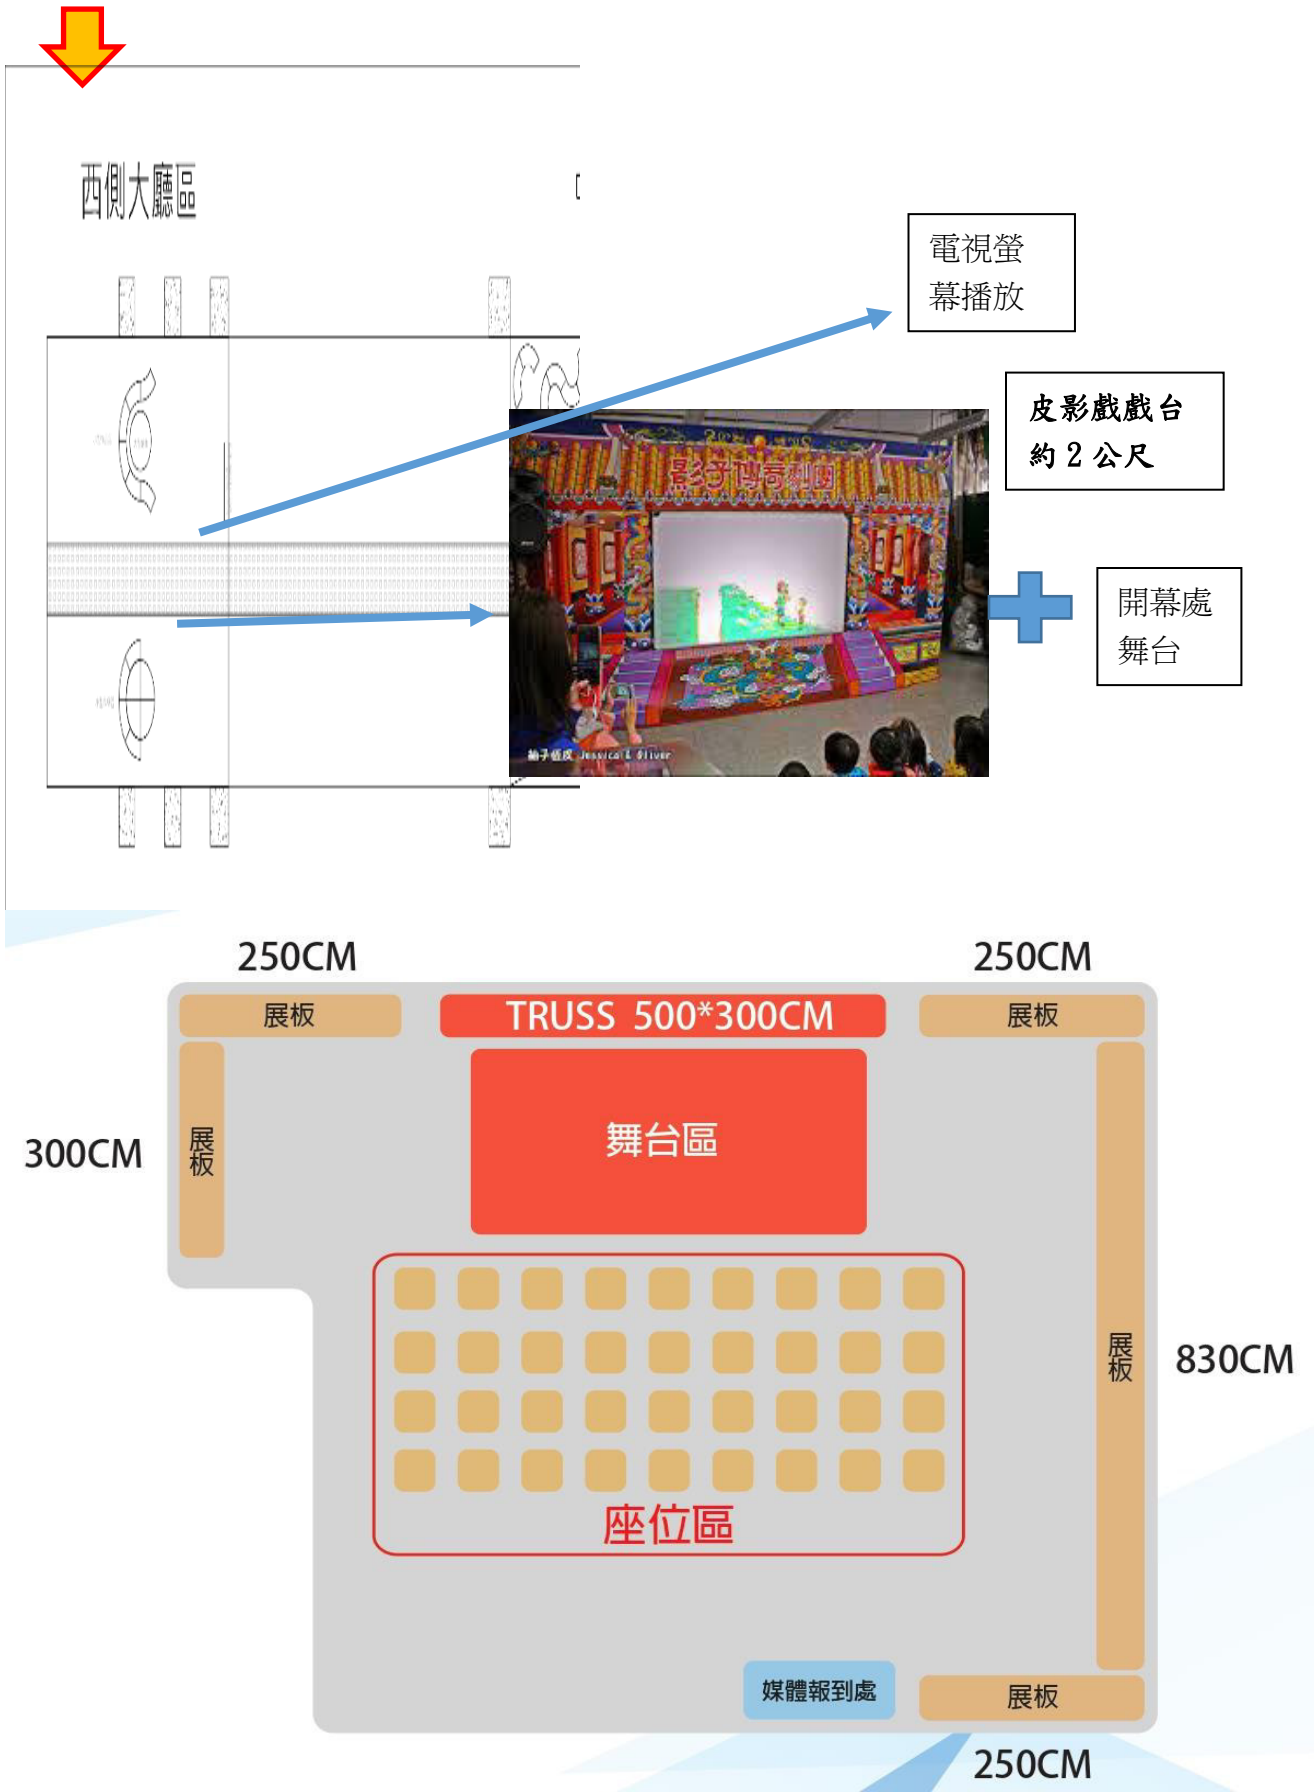 西側大廳區
電視螢
幕播放
皮影戲戲台
約 2 公尺
影子傳奇劇團
開幕處
舞台
Jessica & Oliver
250CM
250CM
展板
TRUSS 500*300CM
展板
300CM
展板
舞台區
展板
830CM
座位區
媒體報到處
展板
250CM